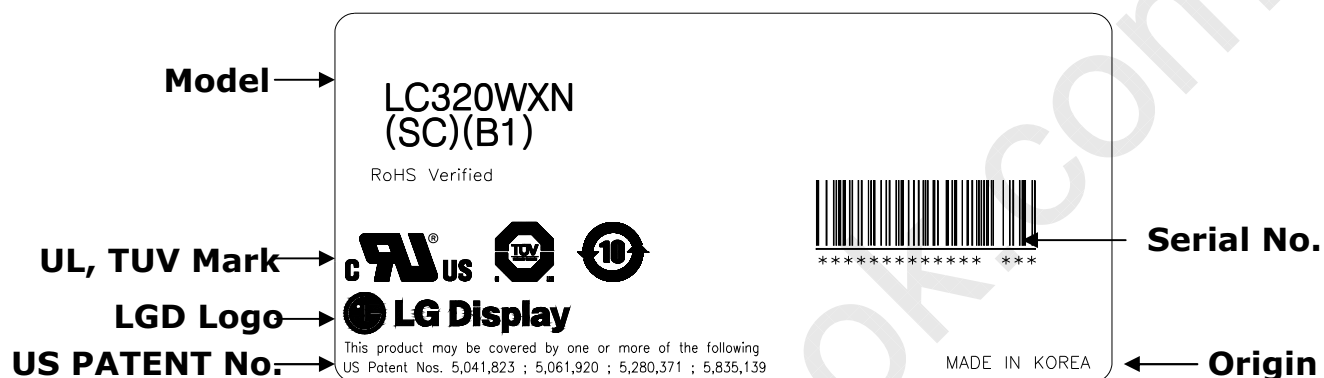 Model
LC320WXN
(SC)(B1)
RoHS Verified
UL, TUV Mark
c RU ® US
TUV
10
Serial No.
************* ***
LGD Logo
LG Display
US PATENT No.
This product may be covered by one or more of the following
US Patent Nos. 5,041,823 ; 5,061,920 ; 5,280,371 ; 5,835,139
MADE IN KOREA
Origin